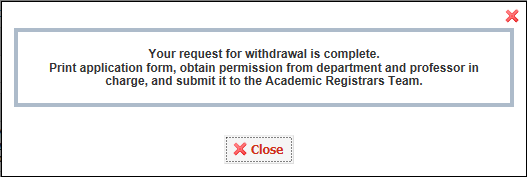 Your request for withdrawal is complete.
Print application form, obtain permission from department and professor in
charge, and submit it to the Academic Registrars Team.
Close